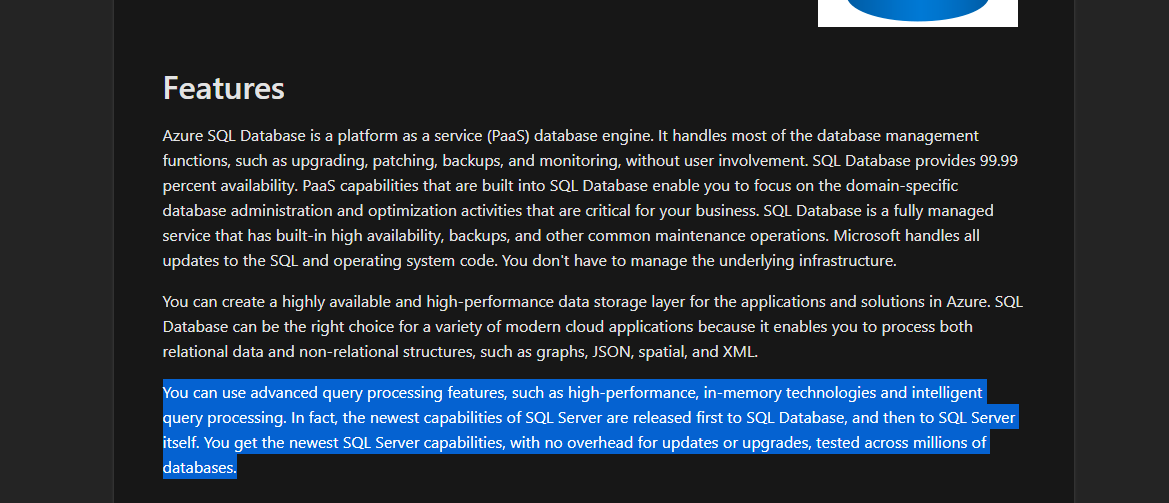 Features
Azure SQL Database is a platform as a service (PaaS) database engine. It handles most of the database management
functions, such as upgrading, patching, backups, and monitoring, without user involvement. SQL Database provides 99.99
percent availability. PaaS capabilities that are built into SQL Database enable you to focus on the domain-specific
database administration and optimization activities that are critical for your business. SQL Database is a fully managed
service that has built-in high availability, backups, and other common maintenance operations. Microsoft handles all
updates to the SQL and operating system code. You don't have to manage the underlying infrastructure.
You can create a highly available and high-performance data storage layer for the applications and solutions in Azure. SQL
Database can be the right choice for a variety of modern cloud applications because it enables you to process both
relational data and non-relational structures, such as graphs, JSON, spatial, and XML.
You can use advanced query processing features, such as high-performance, in-memory technologies and intelligent
query processing. In fact, the newest capabilities of SQL Server are released first to SQL Database, and then to SQL Server
itself. You get the newest SQL Server capabilities, with no overhead for updates or upgrades, tested across millions of
databases.